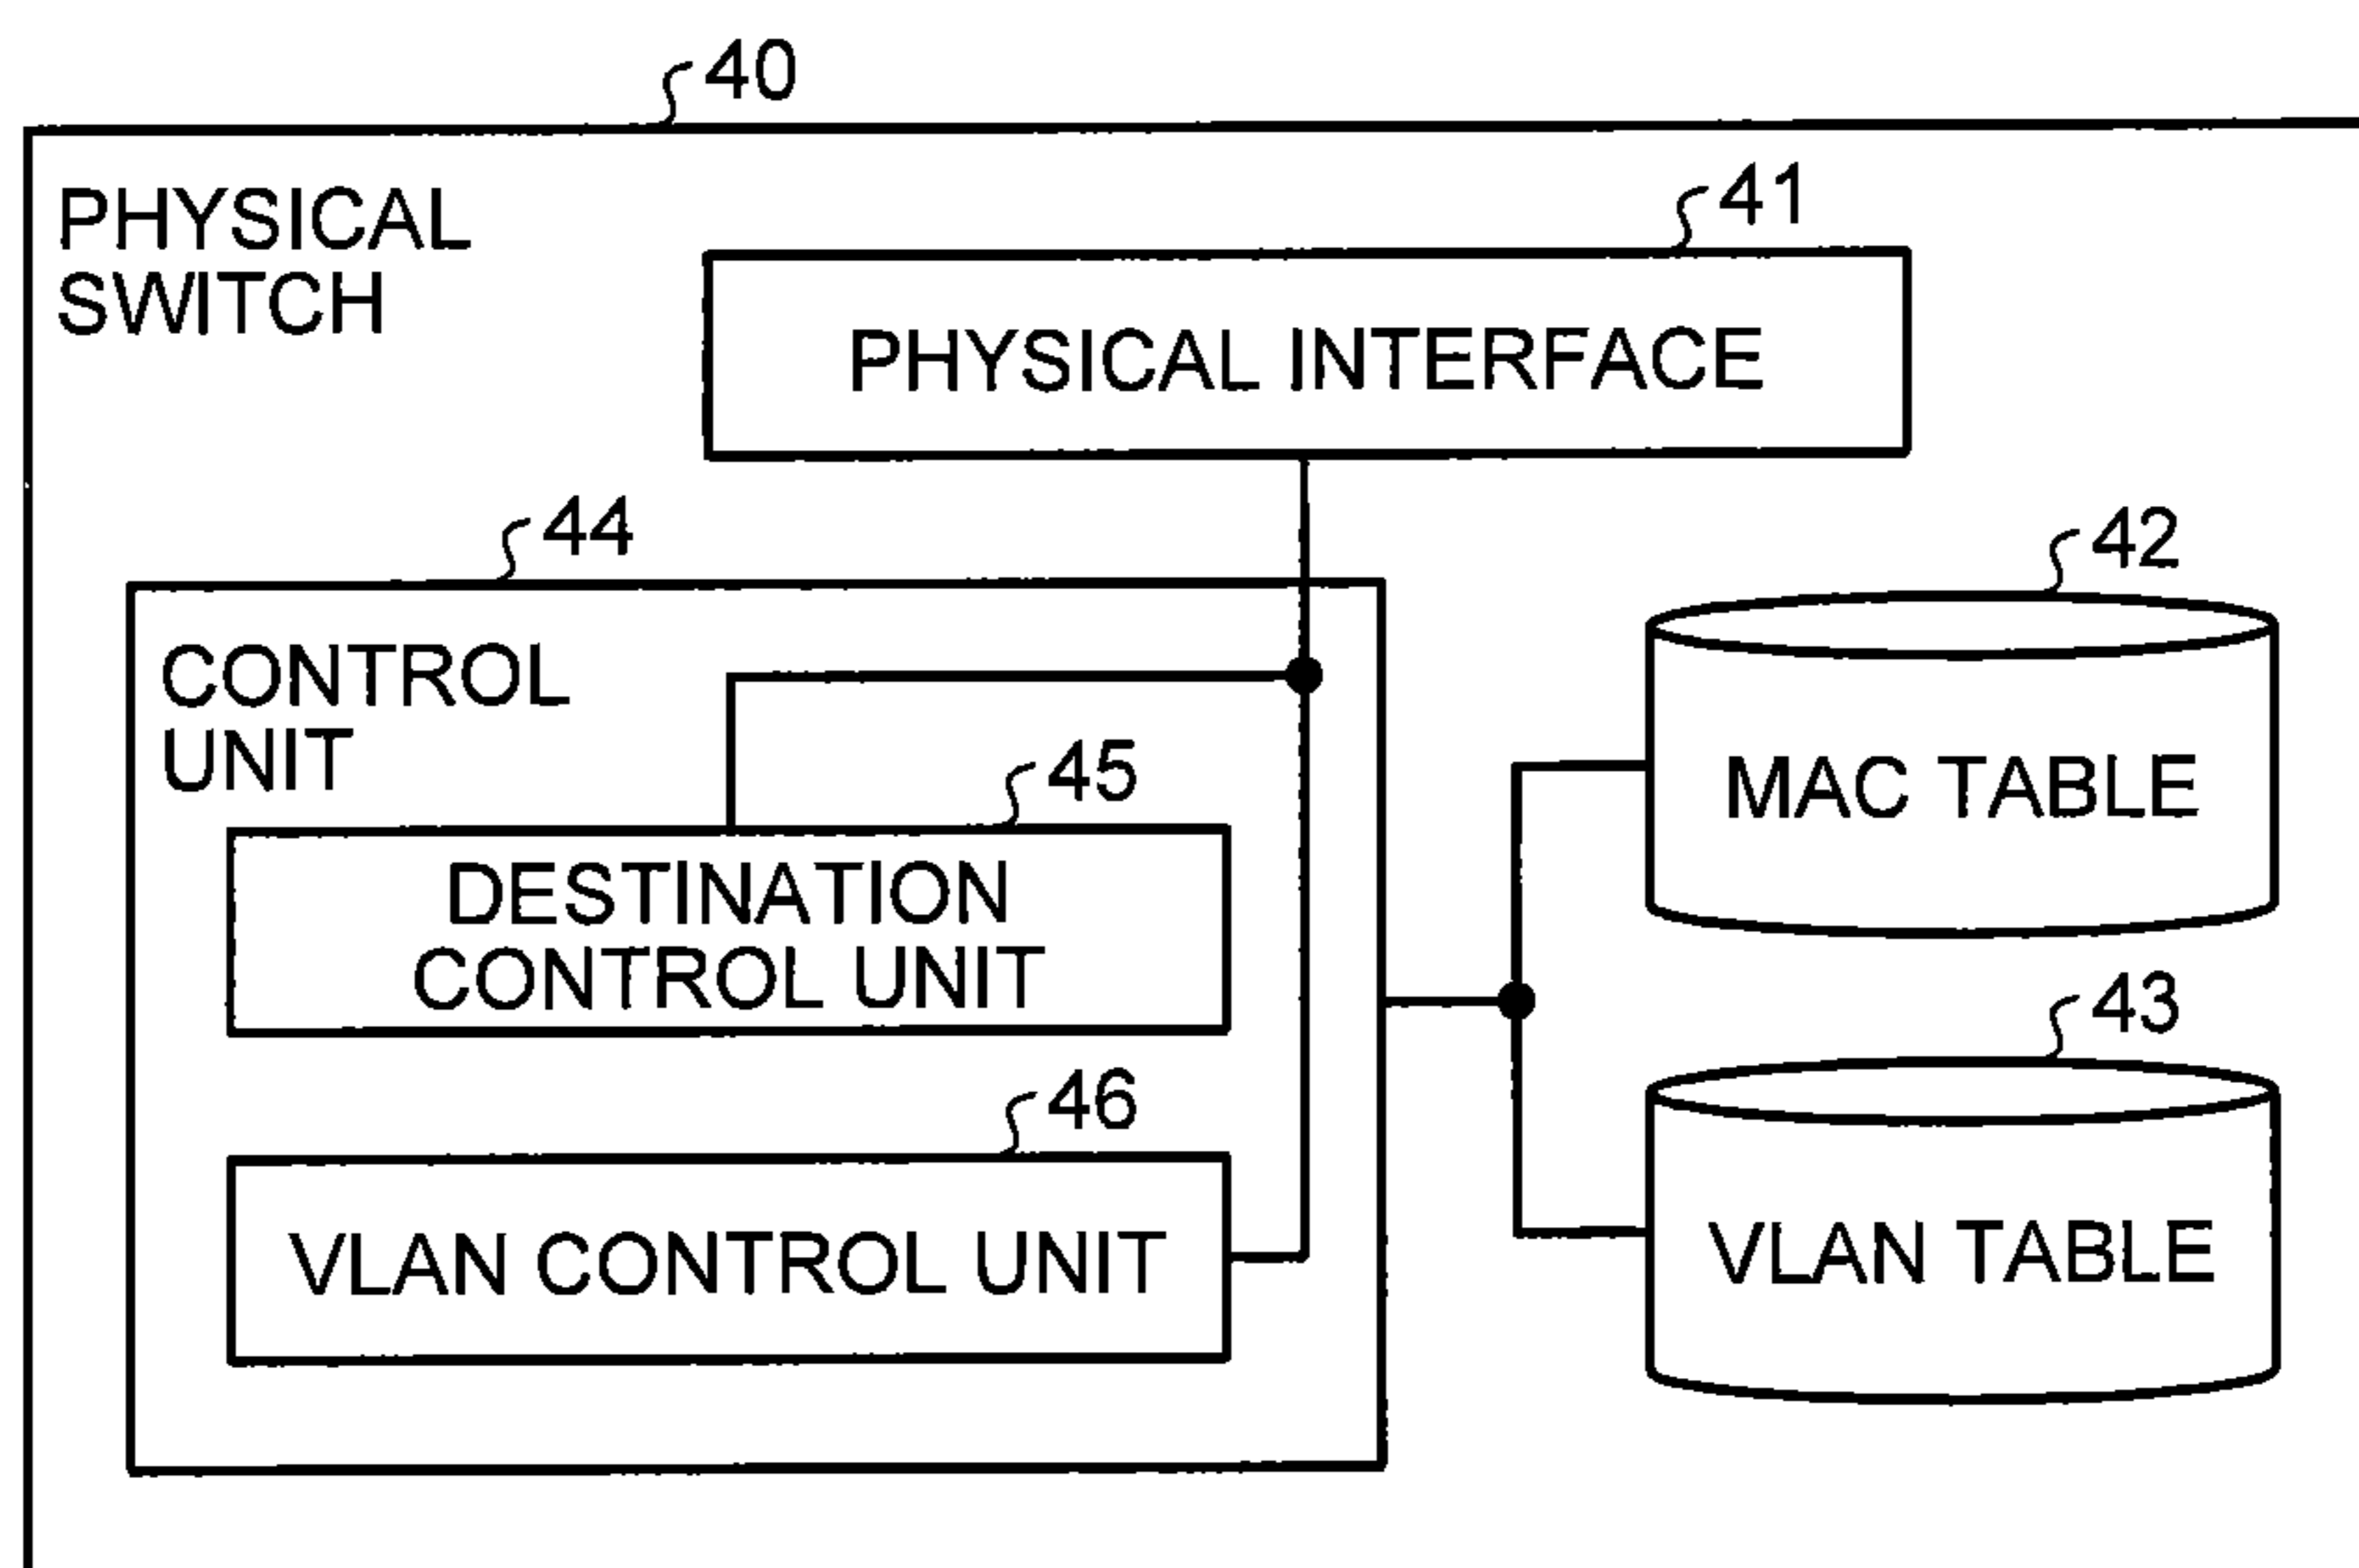 40
PHYSICAL
SWITCH
41
PHYSICAL INTERFACE
44
42
CONTROL
UNIT
45
MAC TABLE
DESTINATION
CONTROL UNIT
43
46
VLAN CONTROL UNIT
VLAN TABLE